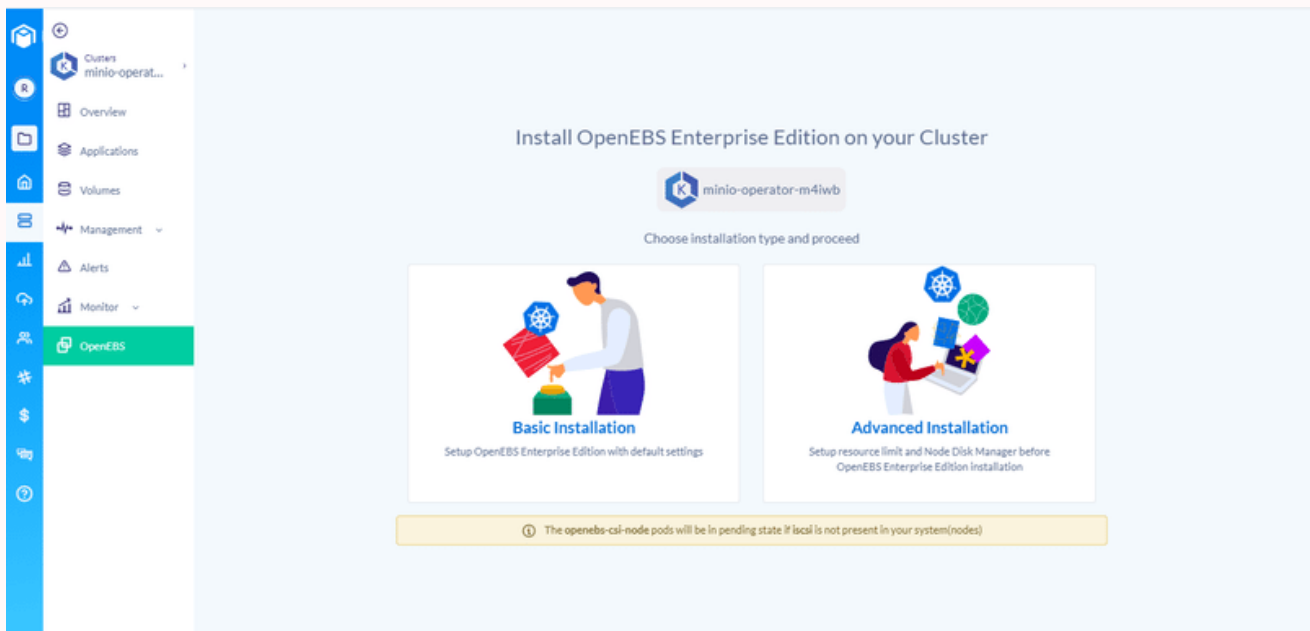 Clusters
minio-operat...
R
Overview
Applications
Volumes
Management
Alerts
Monitor
OpenEBS
$
Install OpenEBS Enterprise Edition on your Cluster
K minio-operator-m4iwb
Choose installation type and proceed
Basic Installation
Setup OpenEBS Enterprise Edition with default settings
Advanced Installation
Setup resource limit and Node Disk Manager before
OpenEBS Enterprise Edition installation
The openebs-csi-node pods will be in pending state if iscsi is not present in your system(nodes)